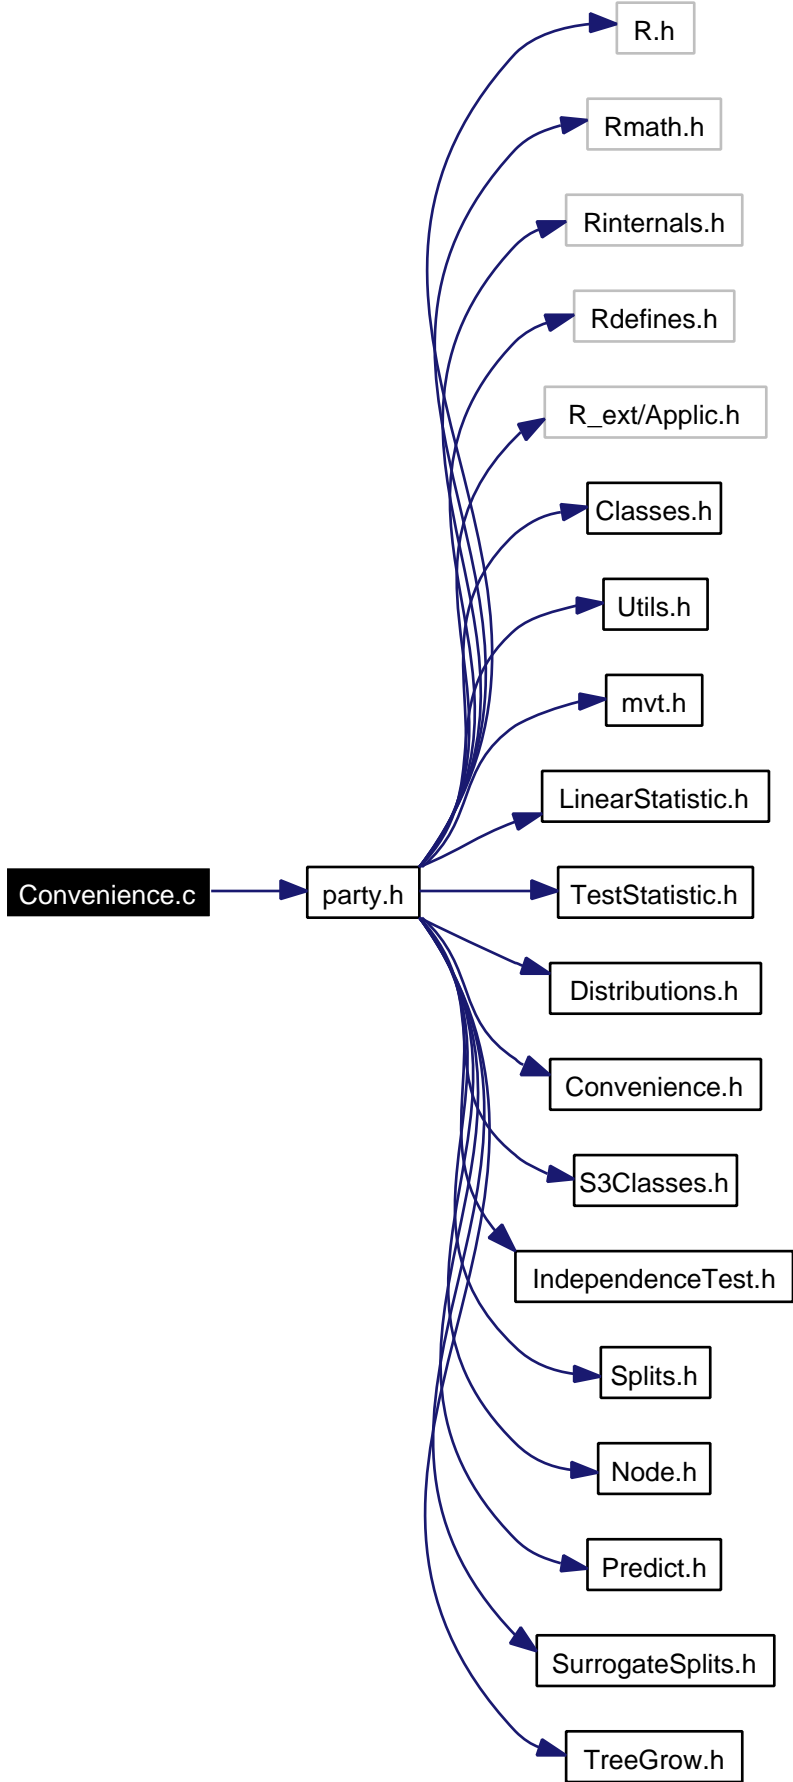 R.h
Rmath.h
Rinternals.h
Rdefines.h
R_ext/Applic.h
Classes.h
Utils.h
mvt.h
LinearStatistic.h
Convenience.c
party.h
TestStatistic.h
Distributions.h
Convenience.h
S3Classes.h
IndependenceTest.h
Splits.h
Node.h
Predict.h
SurrogateSplits.h
TreeGrow.h